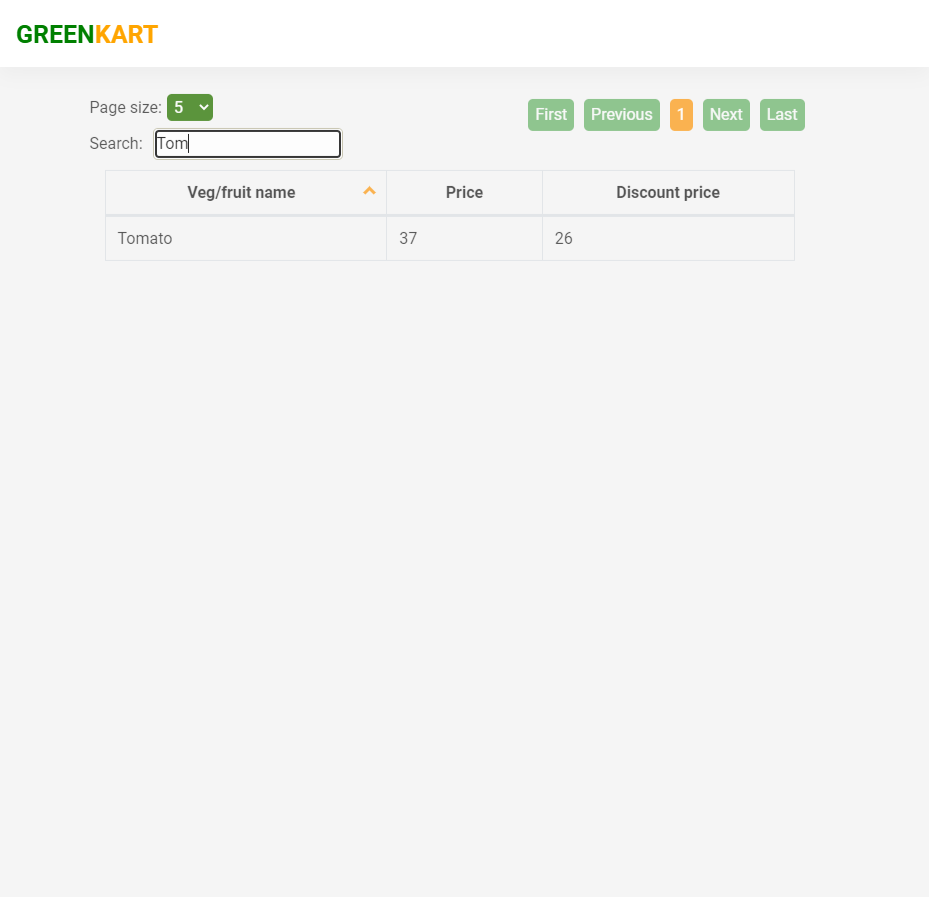 GREENKART
Page size: 5
First Previous 1 Next Last
Search: Tom
Veg/fruit name Price Discount price
Tomato 37 26